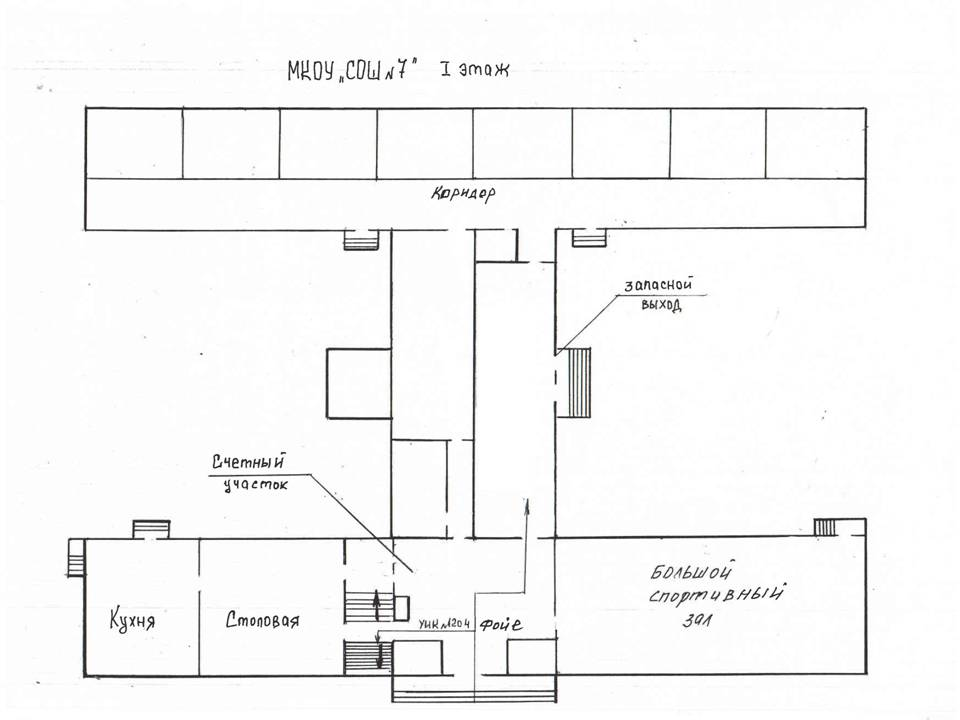 МКОУ „СОШ №7" I этаж
Коридор
запасной
выход
Счетный
участок
Кухня
Столовая
УИК №1204
Фойе
Большой
спортивный
зал